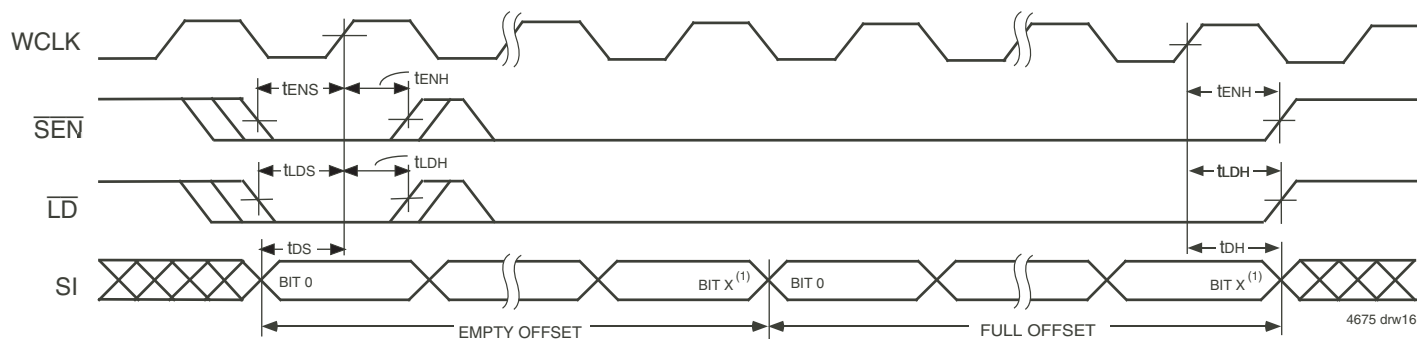 WCLK
tENS
tENH
tENH
SEN
tLDS
tLDH
tLDH
LD
tDS
tDH
SI
BIT 0
BIT X (1)
BIT 0
BIT X (1)
EMPTY OFFSET
FULL OFFSET
4675 drw16